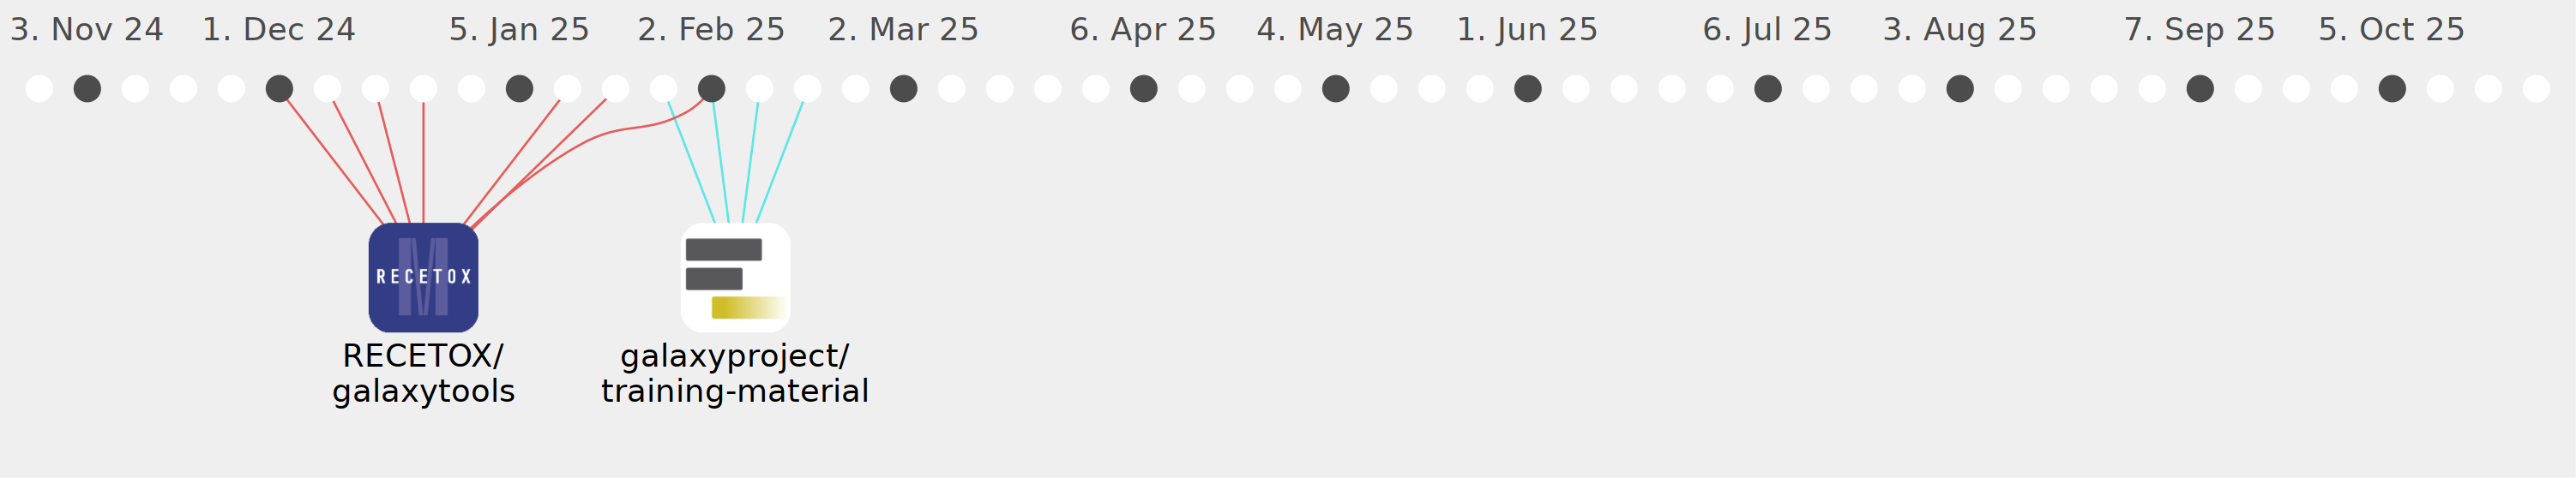 3. Nov 24 1. Dec 24 5. Jan 25 2. Feb 25 2. Mar 25 6. Apr 25 4. May 25 1. Jun 25 6. Jul 25 3. Aug 25 7. Sep 25 5. Oct 25
RECETOX
RECETOX/
galaxytools
galaxyproject/
training-material